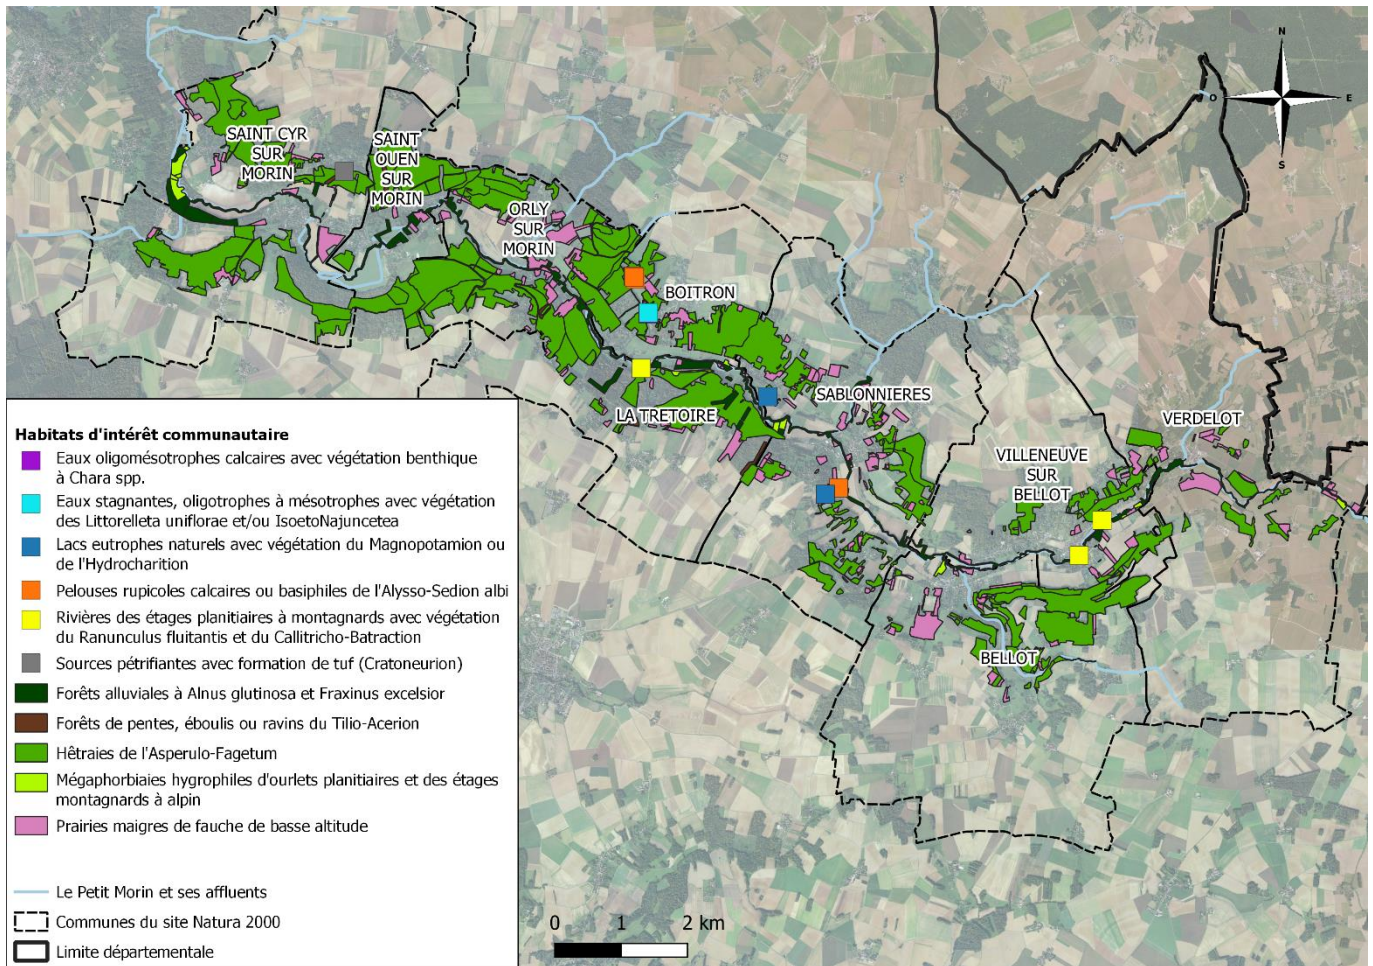 N
O
E
S
SAINT CYR
SUR
MORIN
SAINT
OUEN
SUR
MORIN
ORLY
SUR
MORIN
BOITRON
LA TRETOIRE
SABLONNIERES
VERDELOT
VILLENEUVE
SUR
BELLOT
BELLOT
Habitats d'intérêt communautaire
Eaux oligomésotrophes calcaires avec végétation benthique
à Chara spp.
Eaux stagnantes, oligotrophes à mésotrophes avec végétation
des Littorelleta uniflorae et/ou IsoetoNajuncetea
Lacs eutrophes naturels avec végétation du Magnopotamion ou
de l'Hydrocharition
Pelouses rupicoles calcaires ou basiphiles de l'Alysso-Sedion albi
Rivières des étages planitiaires à montagnards avec végétation
du Ranunculus fluitantis et du Callitricho-Batraction
Sources pétrifiantes avec formation de tuf (Cratoneurion)
Forêts alluviales à Alnus glutinosa et Fraxinus excelsior
Forêts de pentes, éboulis ou ravins du Tilio-Acerion
Hêtraies de l'Asperulo-Fagetum
Mégaphorbiaies hygrophiles d'ourlets planitiaires et des étages
montagnards à alpin
Prairies maigres de fauche de basse altitude
Le Petit Morin et ses affluents
Communes du site Natura 2000
Limite départementale
0 1 2 km